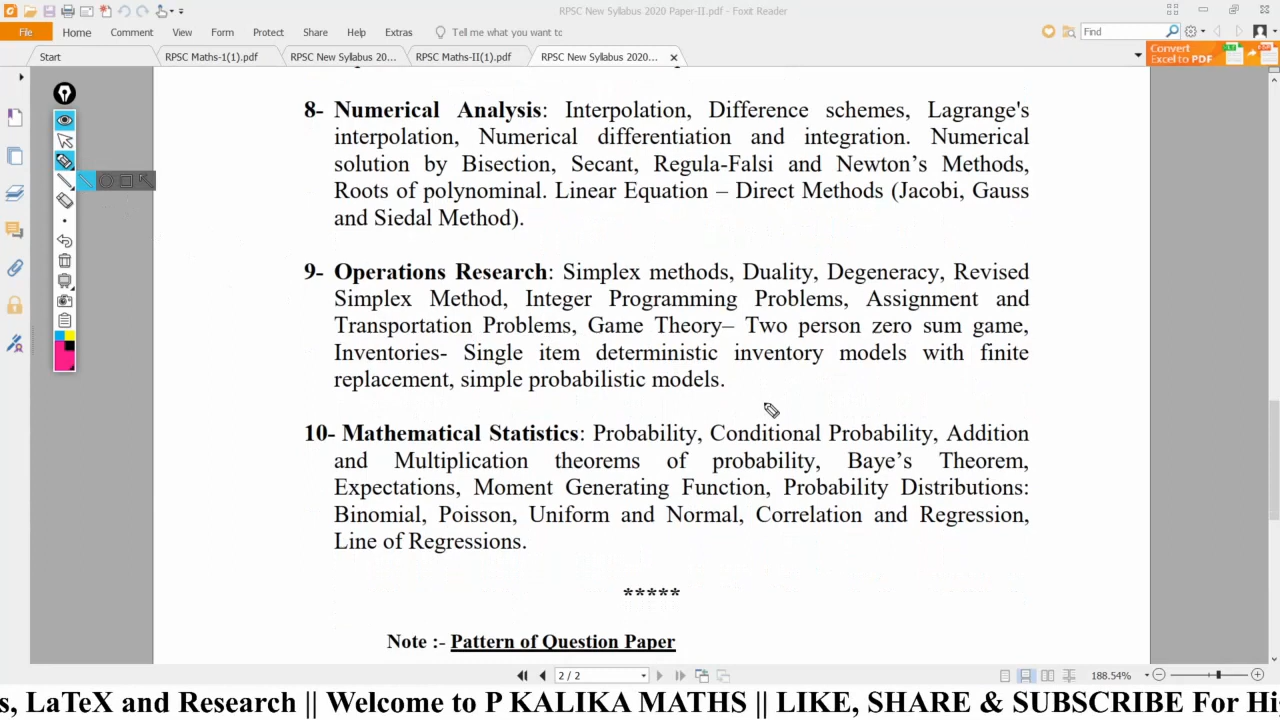 RPSC New Syllabus 2020 Paper-II.pdf - Foxit Reader
File Home Comment View Form Protect Share Help Extras Tell me what you want to Find
Start RPSC Maths-1(1).pdf RPSC New Syllabus 20... RPSC Maths-II(1).pdf RPSC New Syllabus 2020...
Convert
Excel to PDF
8- Numerical Analysis: Interpolation, Difference schemes, Lagrange's
interpolation, Numerical differentiation and integration. Numerical
solution by Bisection, Secant, Regula-Falsi and Newton’s Methods,
Roots of polynominal. Linear Equation – Direct Methods (Jacobi, Gauss
and Siedal Method).
9- Operations Research: Simplex methods, Duality, Degeneracy, Revised
Simplex Method, Integer Programming Problems, Assignment and
Transportation Problems, Game Theory– Two person zero sum game,
Inventories- Single item deterministic inventory models with finite
replacement, simple probabilistic models.
10- Mathematical Statistics: Probability, Conditional Probability, Addition
and Multiplication theorems of probability, Baye’s Theorem,
Expectations, Moment Generating Function, Probability Distributions:
Binomial, Poisson, Uniform and Normal, Correlation and Regression,
Line of Regressions.
*****
Note :- Pattern of Question Paper
2 / 2 188.54%
s, LaTeX and Research || Welcome to P KALIKA MATHS || LIKE, SHARE & SUBSCRIBE For Hi